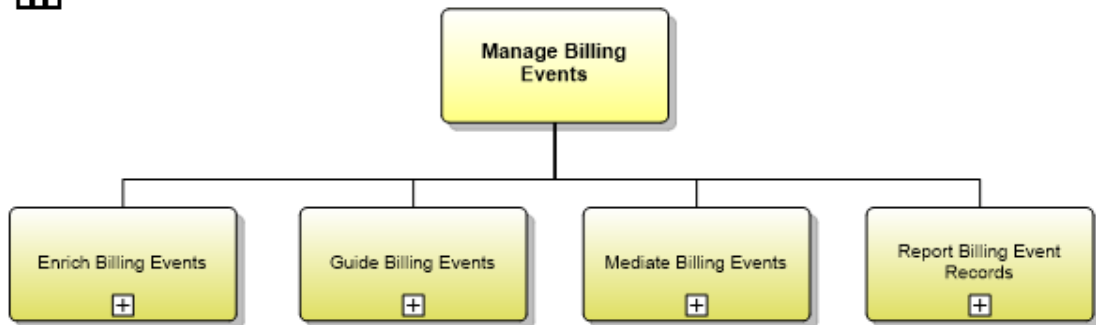 Manage Billing
Events
Enrich Billing Events
Guide Billing Events
Mediate Billing Events
Report Billing Event
Records